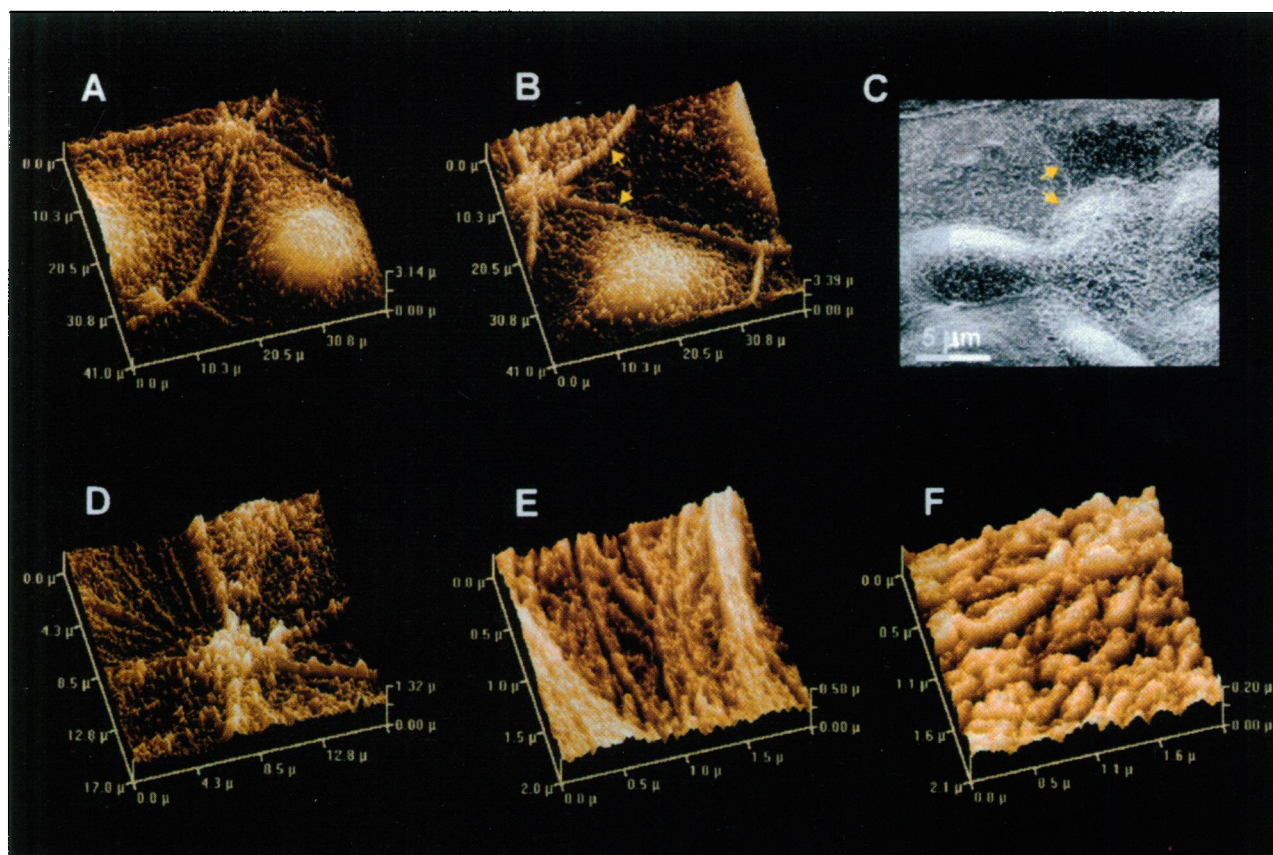 A
0.0 µ
10.3 µ
20.5 µ
30.8 µ
41.0 µ
0.0 µ
10.3 µ
20.5 µ
30.8 µ
3.14 µ
0.00 µ
B
0.0 µ
10.3 µ
20.5 µ
30.8 µ
41.0 µ
0.0 µ
10.3 µ
20.5 µ
30.8 µ
3.39 µ
0.00 µ
C
5 µm
D
0.0 µ
4.3 µ
8.5 µ
12.8 µ
17.0 µ
0.0 µ
4.3 µ
8.5 µ
12.8 µ
1.32 µ
0.00 µ
E
0.0 µ
0.5 µ
1.0 µ
1.5 µ
2.0 µ
0.0 µ
0.5 µ
1.0 µ
1.5 µ
0.50 µ
0.00 µ
F
0.0 µ
0.5 µ
1.1 µ
1.6 µ
2.1 µ
0.0 µ
0.5 µ
1.1 µ
1.6 µ
0.20 µ
0.00 µ